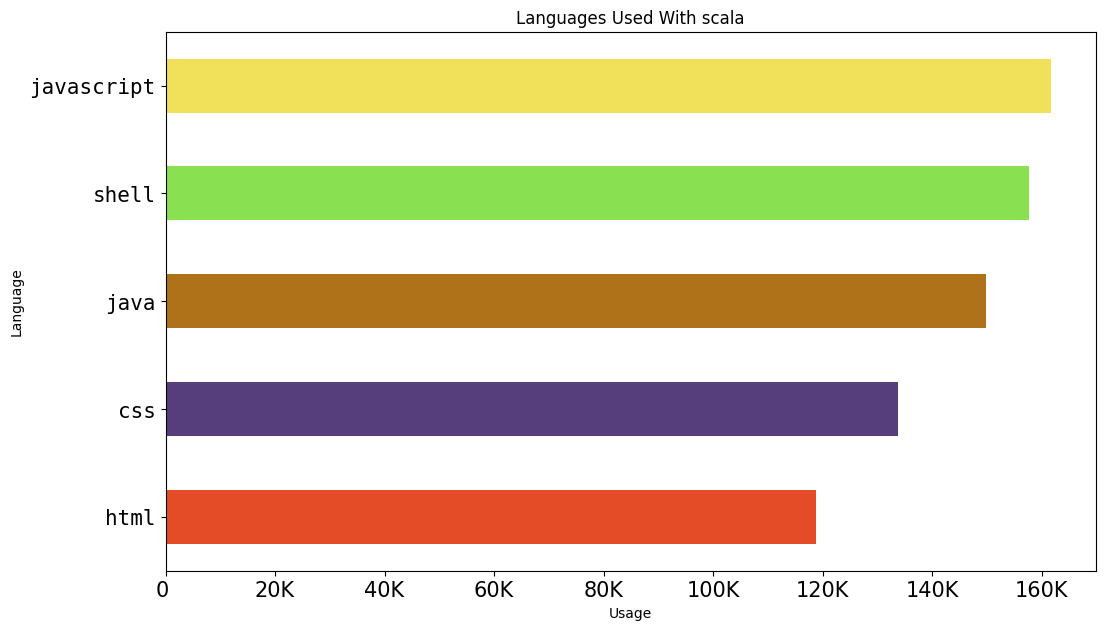 Languages Used With scala
javascript
shell
java
css
html
Language
0 20K 40K 60K 80K 100K 120K 140K 160K
Usage